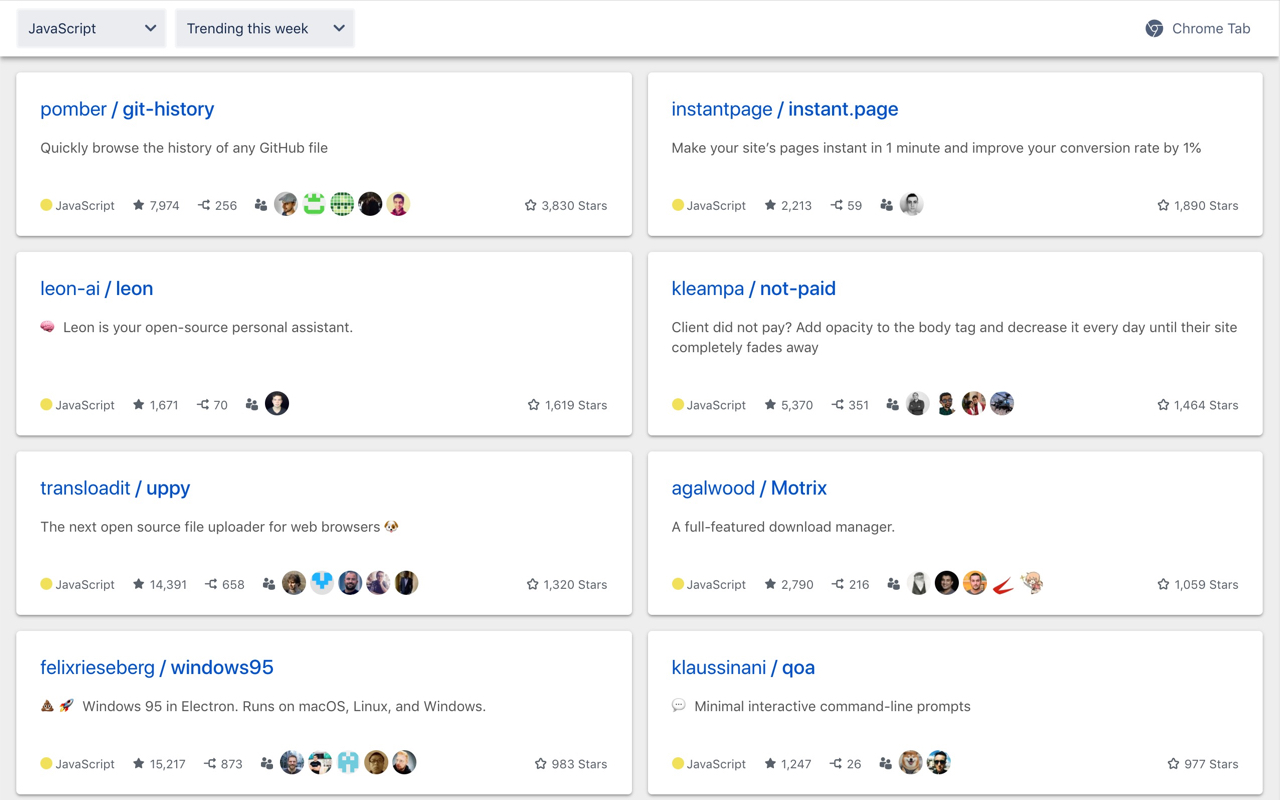 JavaScript
Trending this week
Chrome Tab
pomber / git-history
Quickly browse the history of any GitHub file
JavaScript 7,974 256 3,830 Stars
instantpage / instant.page
Make your site’s pages instant in 1 minute and improve your conversion rate by 1%
JavaScript 2,213 59 1,890 Stars
leon-ai / leon
🧠 Leon is your open-source personal assistant.
JavaScript 1,671 70 1,619 Stars
kleampa / not-paid
Client did not pay? Add opacity to the body tag and decrease it every day until their site
completely fades away
JavaScript 5,370 351 1,464 Stars
transloadit / uppy
The next open source file uploader for web browsers 🐶
JavaScript 14,391 658 1,320 Stars
agalwood / Motrix
A full-featured download manager.
JavaScript 2,790 216 1,059 Stars
felixrieseberg / windows95
💩🚀 Windows 95 in Electron. Runs on macOS, Linux, and Windows.
JavaScript 15,217 873 983 Stars
klaussinani / qoa
💬 Minimal interactive command-line prompts
JavaScript 1,247 26 977 Stars